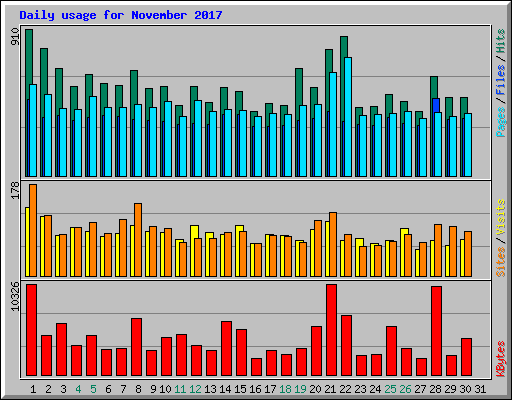 Daily usage for November 2017
910
Pages / Files / Hits
178
Sites / Visits
10326
KBytes
1 2 3 4 5 6 7 8 9 10 11 12 13 14 15 16 17 18 19 20 21 22 23 24 25 26 27 28 29 30 31